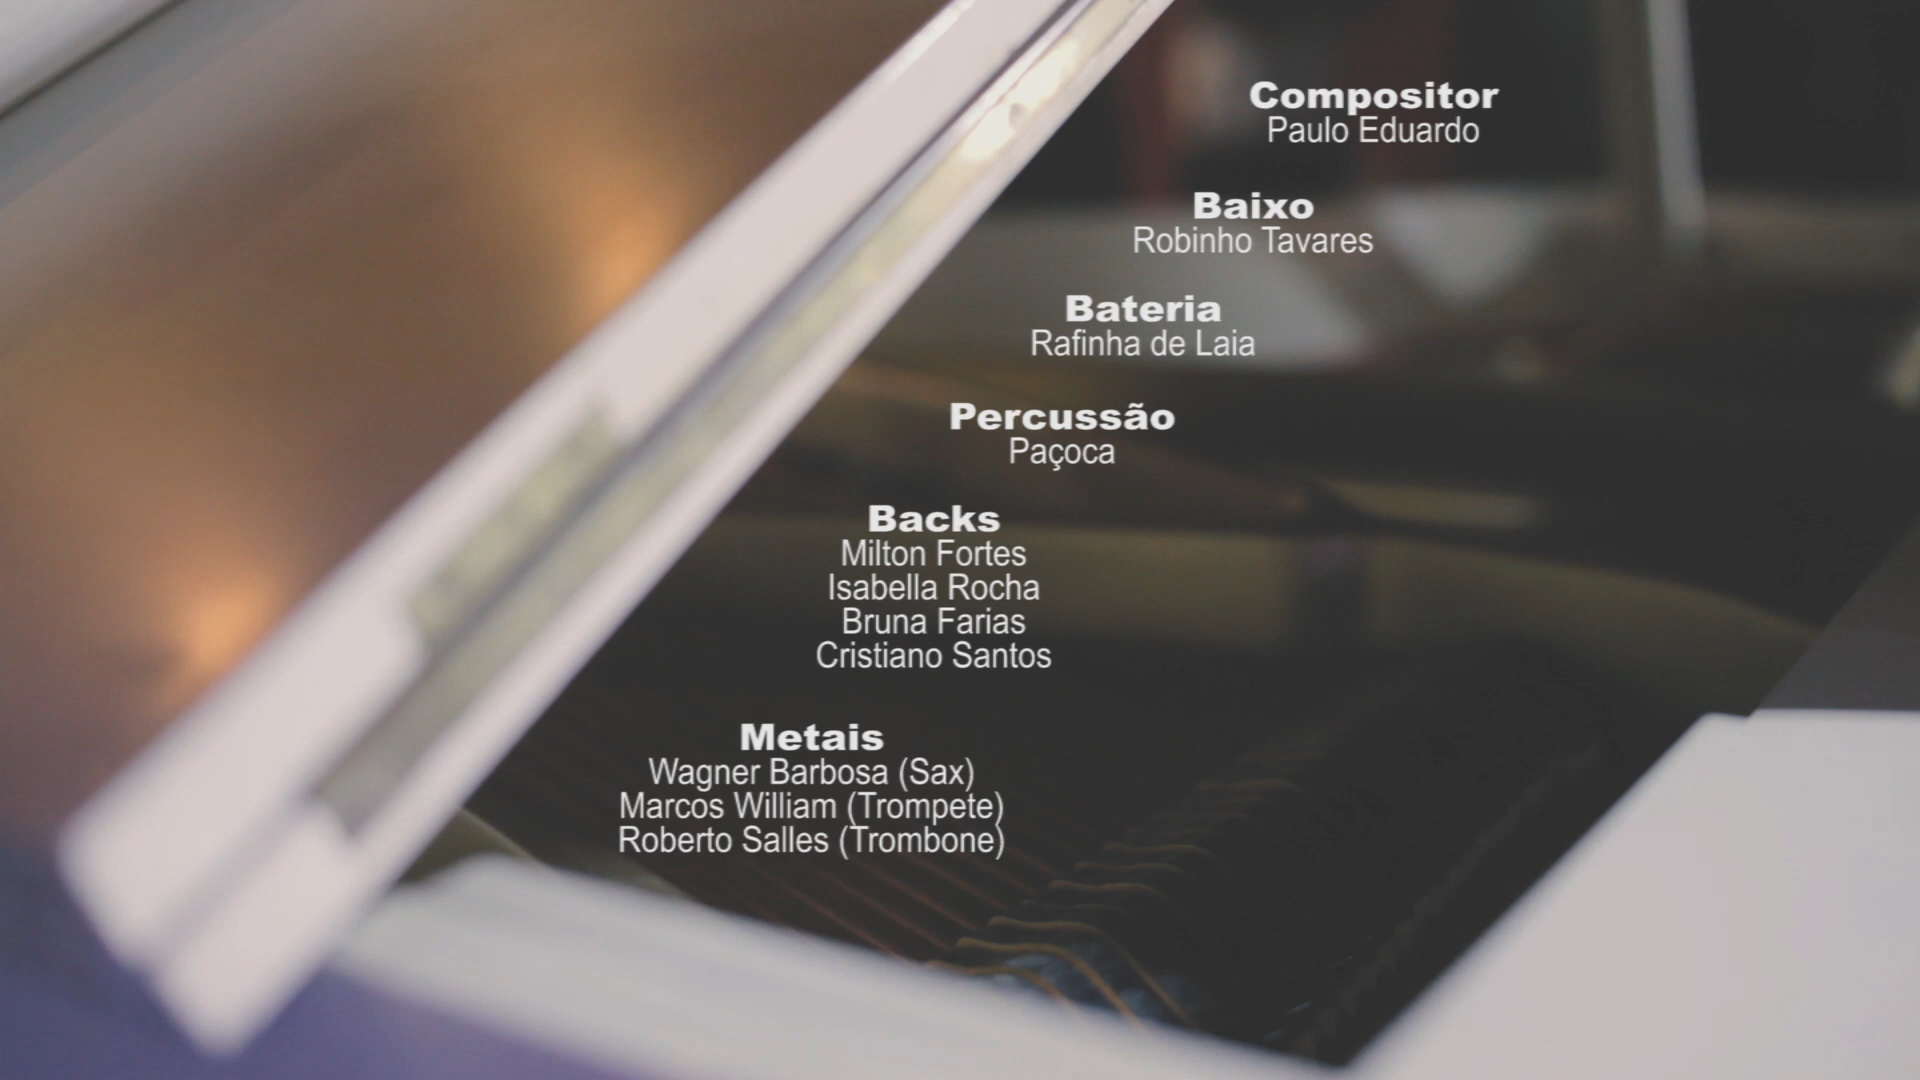 Compositor
Paulo Eduardo
Baixo
Robinho Tavares
Bateria
Rafinha de Laia
Percussão
Paçoca
Backs
Milton Fortes
Isabella Rocha
Bruna Farias
Cristiano Santos
Metais
Wagner Barbosa (Sax)
Marcos William (Trompete)
Roberto Salles (Trombone)